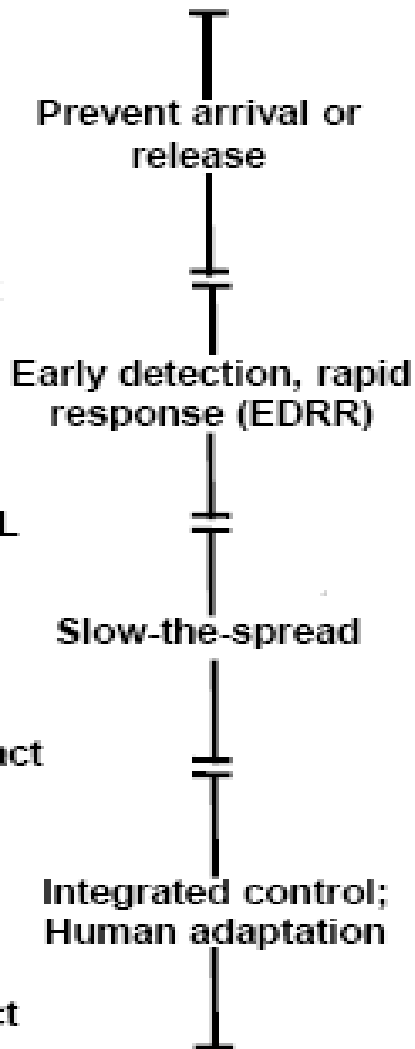 Prevent arrival or
release
Early detection, rapid
response (EDRR)
Slow-the-spread
Integrated control;
Human adaptation